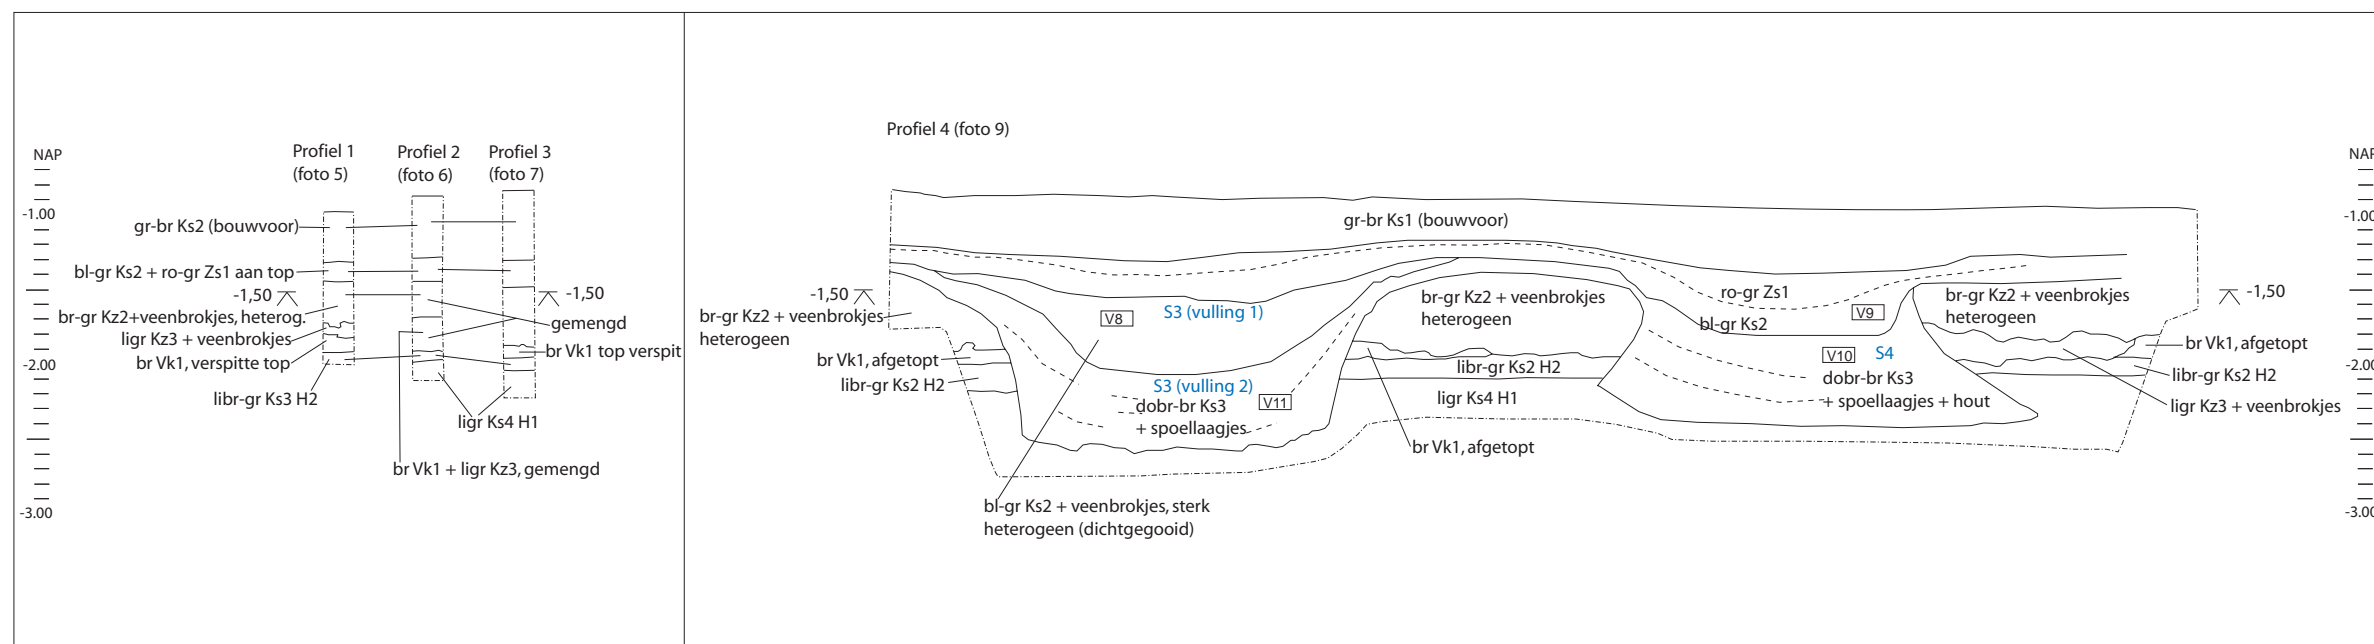 NAP
-1.00
-2.00
-3.00
Profiel 1
(foto 5)
Profiel 2
(foto 6)
Profiel 3
(foto 7)
gr-br Ks2 (bouwvoor)
bl-gr Ks2 + ro-gr Zs1 aan top
-1,50
-1,50
br-gr Kz2+veenbrokjes, heterog.
gemengd
ligr Kz3 + veenbrokjes
br Vk1 top verspit
br Vk1, verspitte top
libr-gr Ks3 H2
ligr Ks4 H1
br Vk1 + ligr Kz3, gemengd
Profiel 4 (foto 9)
gr-br Ks1 (bouwvoor)
-1,50
br-gr Kz2 + veenbrokjes
heterogeen
br Vk1, afgetopt
libr-gr Ks2 H2
V8
S3 (vulling 1)
S3 (vulling 2)
V11
dobr-br Ks3
+ spoellaagjes
bl-gr Ks2 + veenbrokjes, sterk
heterogeen (dichtgegooid)
br-gr Kz2 + veenbrokjes
heterogeen
libr-gr Ks2 H2
ligr Ks4 H1
br Vk1, afgetopt
ro-gr Zs1
bl-gr Ks2
V9
V10
S4
dobr-br Ks3
+ spoellaagjes + hout
br-gr Kz2 + veenbrokjes
heterogeen
-1,50
br Vk1, afgetopt
libr-gr Ks2 H2
ligr Kz3 + veenbrokjes
NAP
-1.00
-2.00
-3.00